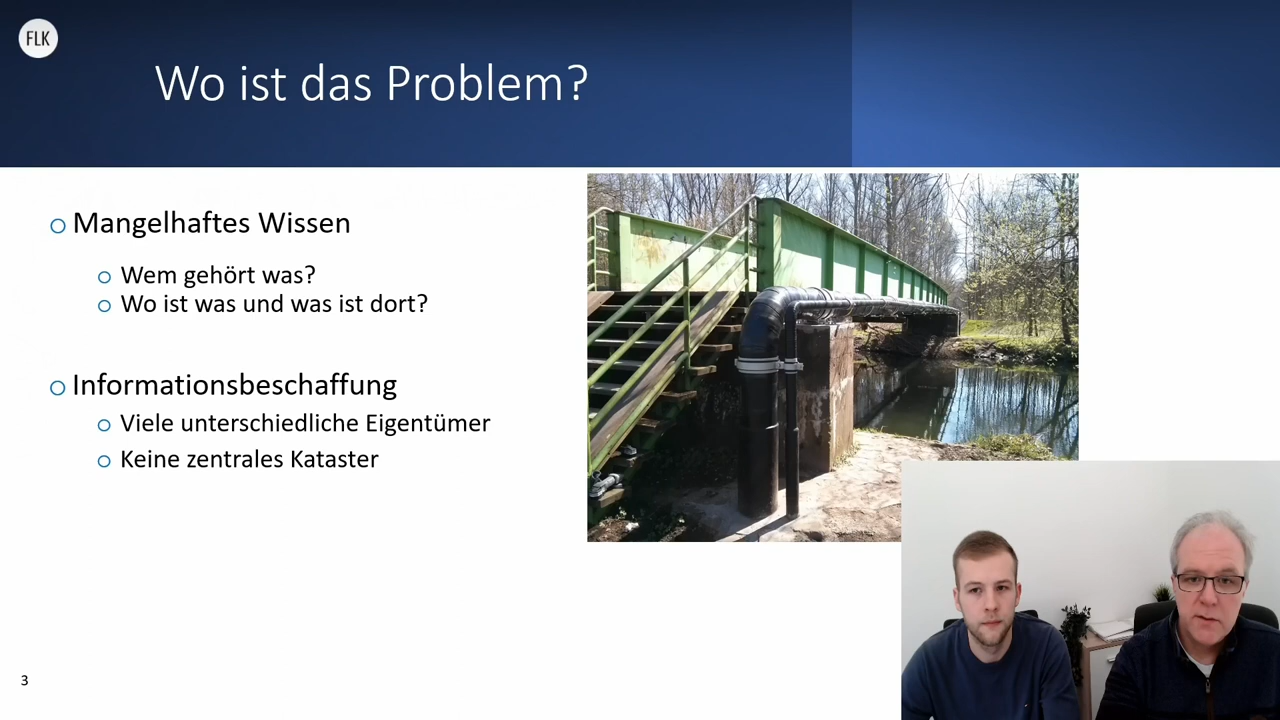 FLK
Wo ist das Problem?
Mangelhaftes Wissen
Wem gehört was?
Wo ist was und was ist dort?
Informationsbeschaffung
Viele unterschiedliche Eigentümer
Keine zentrales Kataster
3